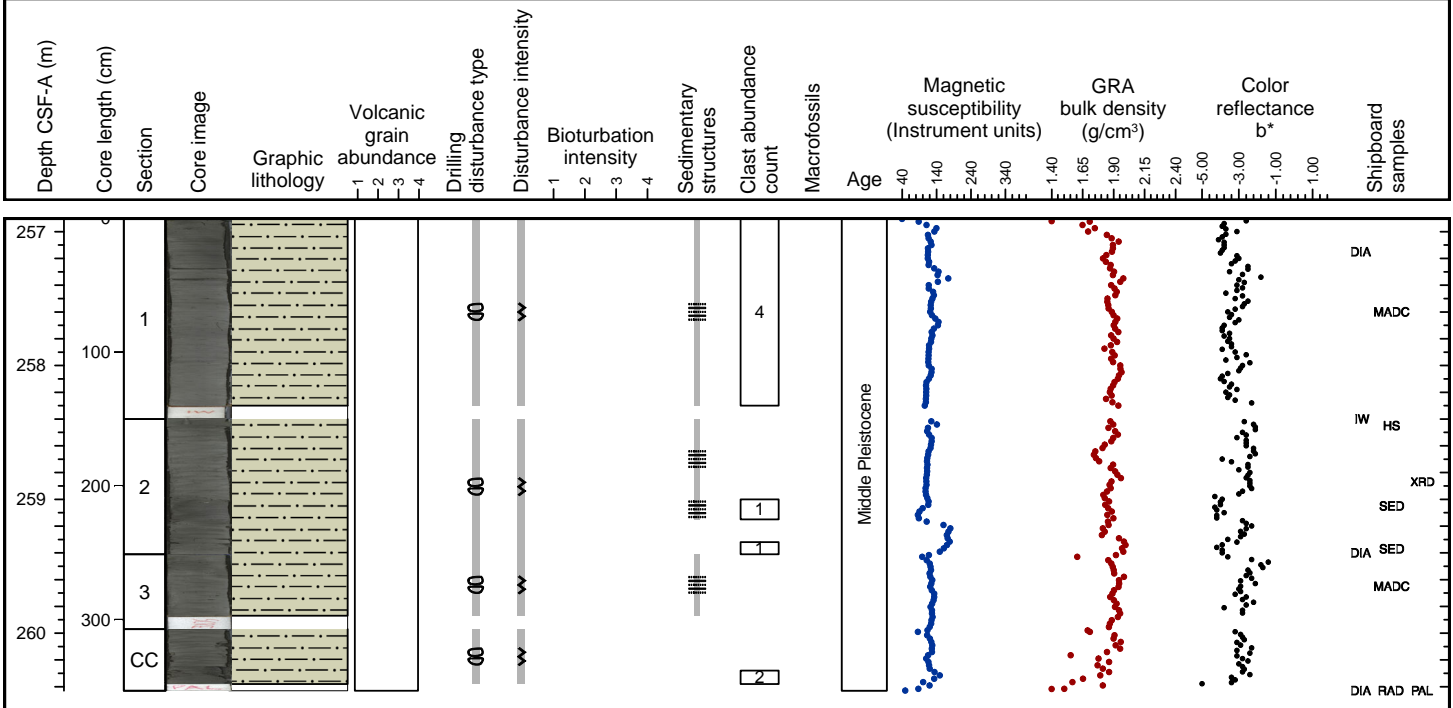 Depth CSF-A (m)
Core length (cm)
Section
Core image
Graphic
lithology
Volcanic
grain
abundance
1 2 3 4
Drilling
disturbance type
Disturbance intensity
Bioturbation
intensity
1 2 3 4
Sedimentary
structures
Clast abundance
count
Macrofossils
Age
Magnetic
susceptibility
(Instrument units)
40 140 240 340
GRA
bulk density
(g/cm³)
1.40 1.65 1.90 2.15 2.40
Color
reflectance
b*
-5.00 -3.00 -1.00 1.00
Shipboard
samples
257
DIA
1
4
MADC
100
258
IW
IW HS
200
2
XRD
259
1
SED
1
DIA SED
3
MADC
300
260
CC
2
PAL
DIA RAD PAL
Middle Pleistocene